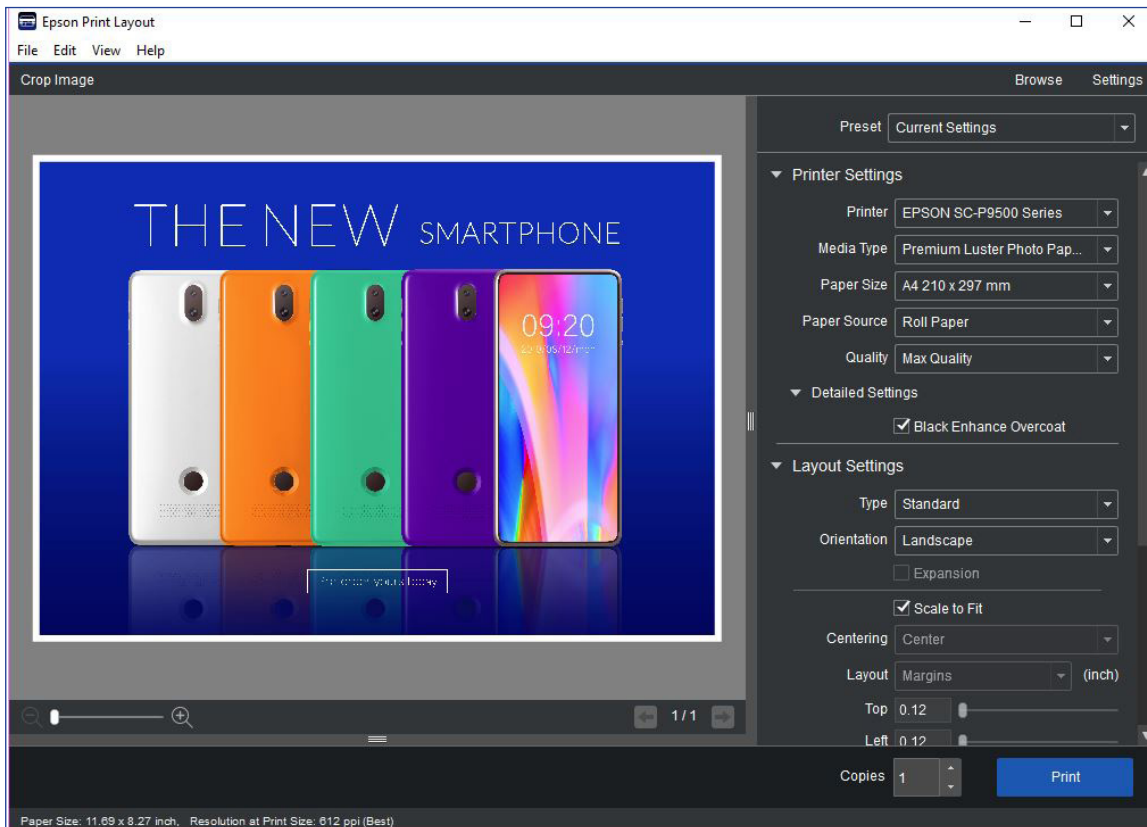 Epson Print Layout
File Edit View Help
Crop Image Browse Settings
Preset Current Settings
THE NEW SMARTPHONE
09:20
Printer Settings
Printer EPSON SC-P9500 Series
Media Type Premium Luster Photo Pap...
Paper Size A4 210 x 297 mm
Paper Source Roll Paper
Quality Max Quality
Detailed Settings
Black Enhance Overcoat
Layout Settings
Type Standard
Orientation Landscape
Expansion
Scale to Fit
Centering Center
Layout Margins (inch)
Top 0.12
Left 0.12
1/1
Copies 1 Print
Paper Size: 11.69 x 8.27 inch, Resolution at Print Size: 612 ppi (Best)